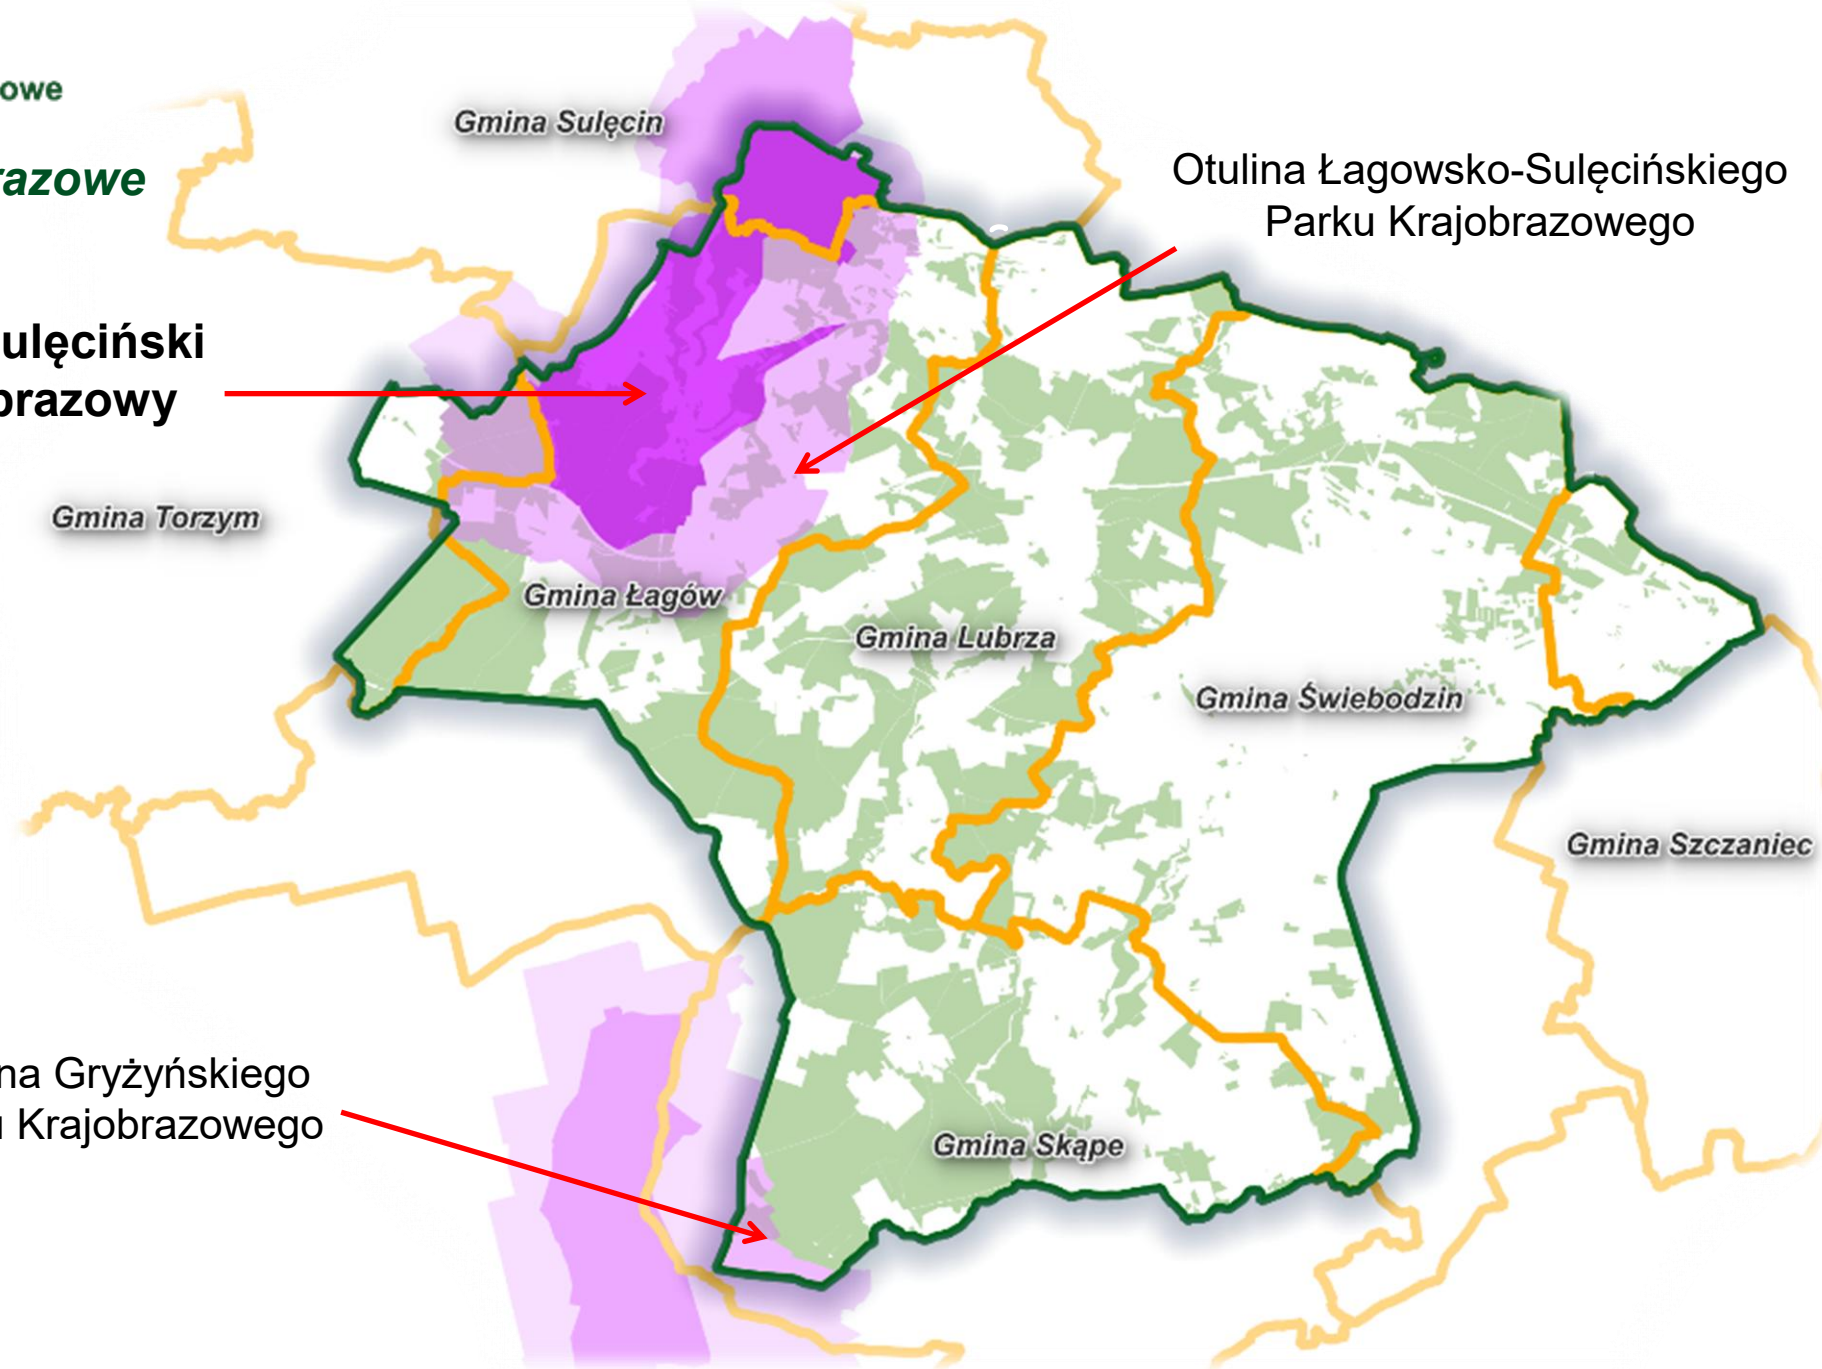 owe
Gmina Sulęcin
razowe
Otulina Łagowsko-Sulęcińskiego
Parku Krajobrazowego
ulęciński
brazowy
Gmina Torzym
Gmina Łagów
Gmina Lubrza
Gmina Świebodzin
Gmina Szczaniec
na Gryżyńskiego
u Krajobrazowego
Gmina Skąpe